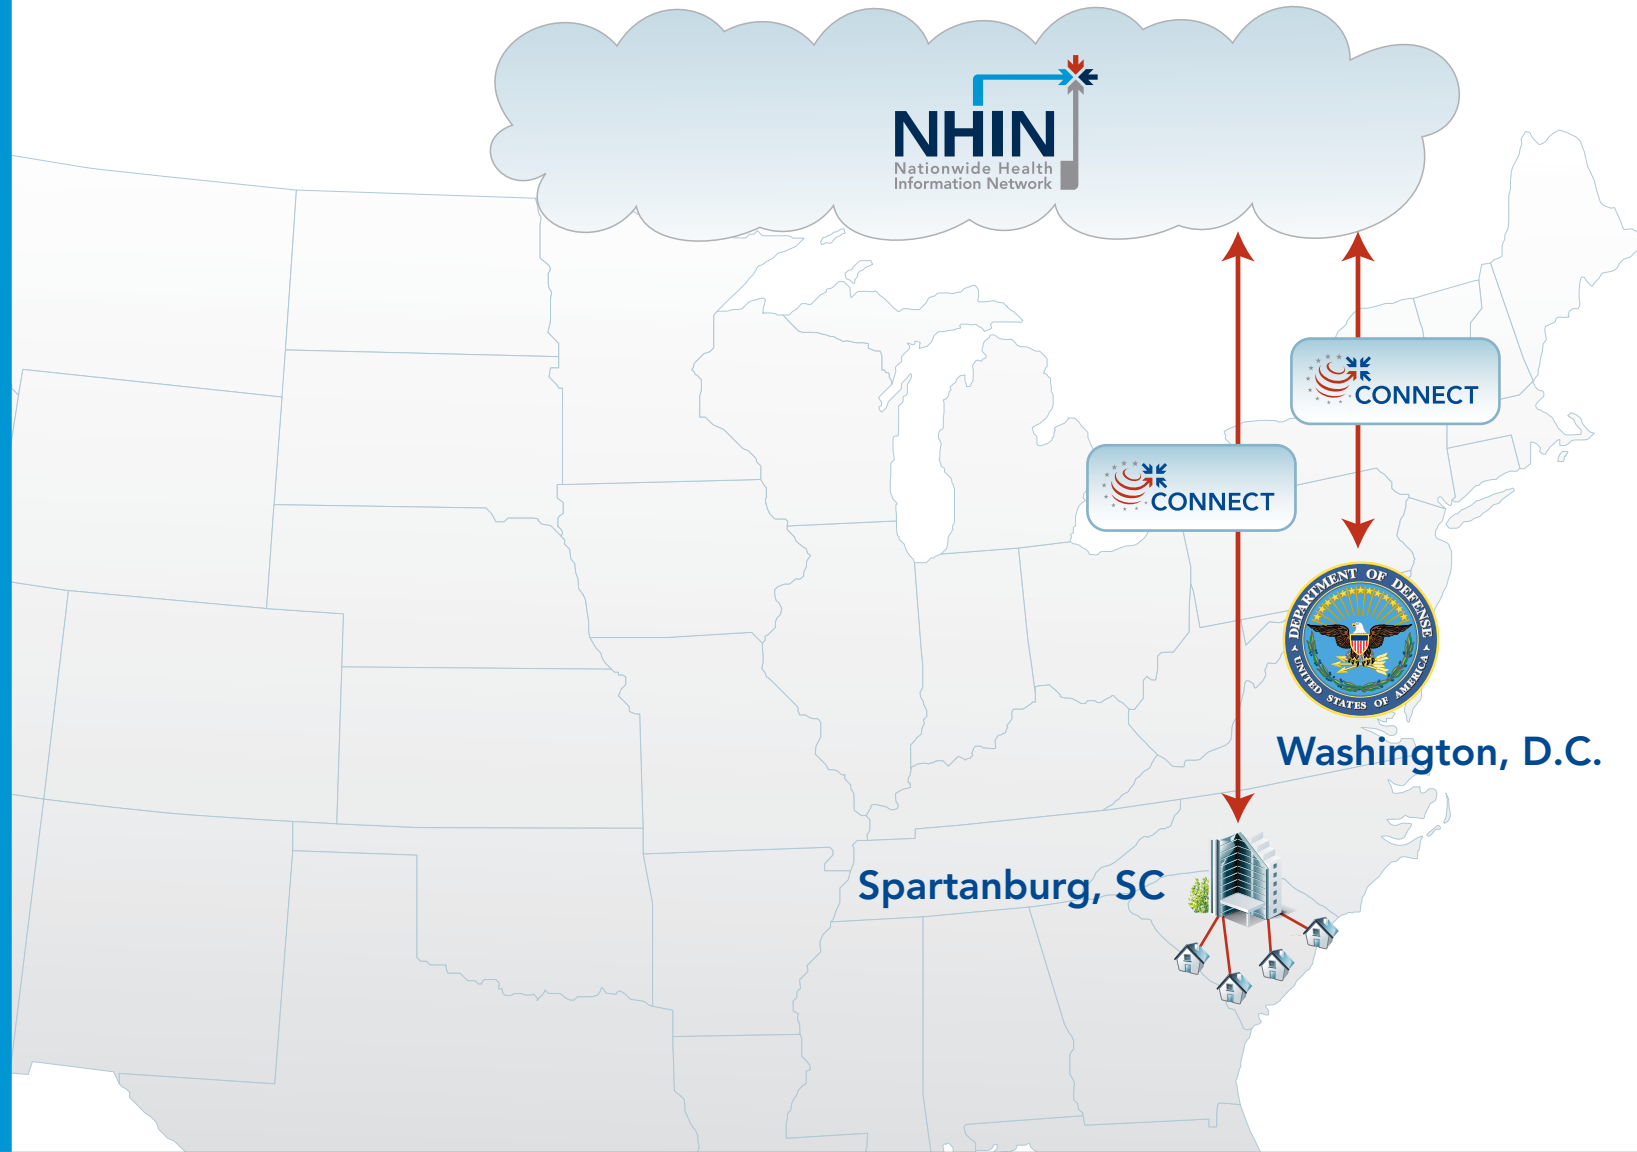 NHIN
Nationwide Health
Information Network
CONNECT
CONNECT
DEPARTMENT OF DEFENSE
UNITED STATES OF AMERICA
Washington, D.C.
Spartanburg, SC